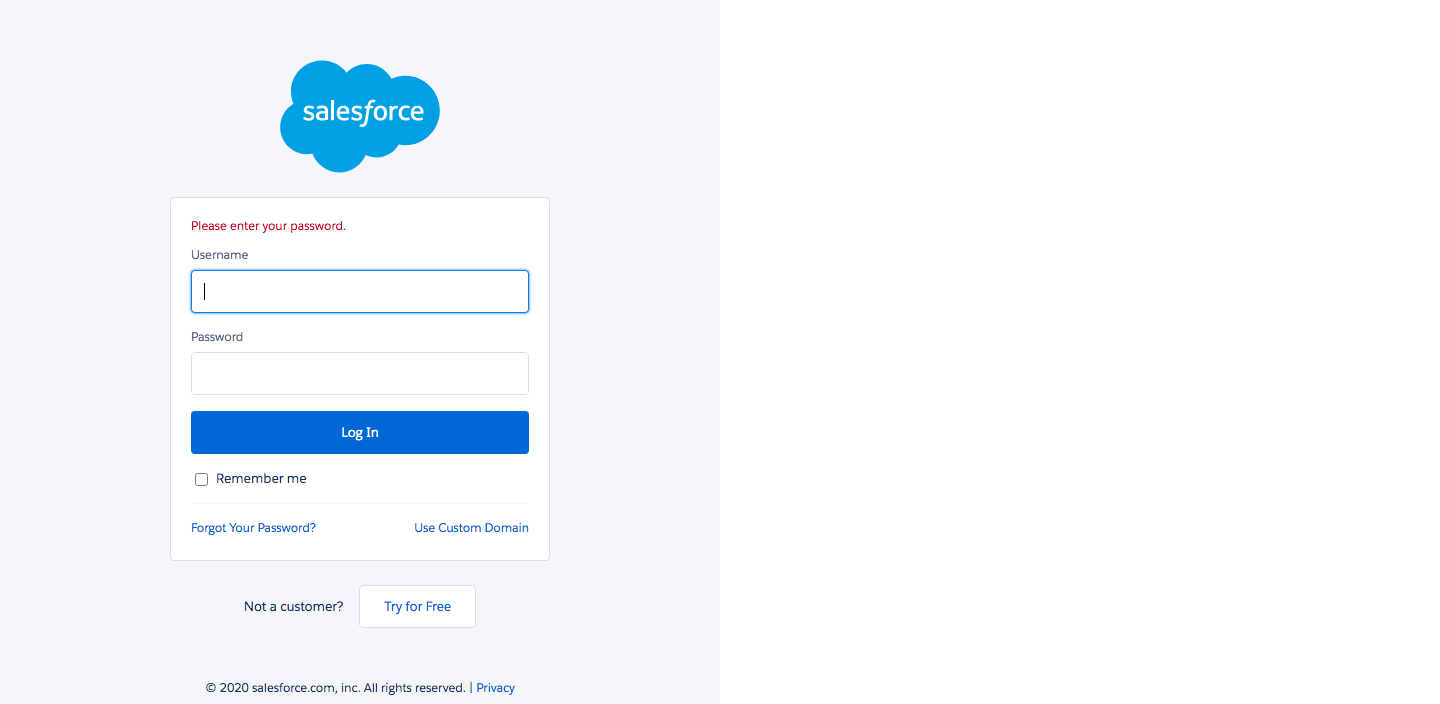 salesforce
Please enter your password.
Username
Password
Log In
Remember me
Forgot Your Password? Use Custom Domain
Not a customer? Try for Free
© 2020 salesforce.com, inc. All rights reserved. | Privacy